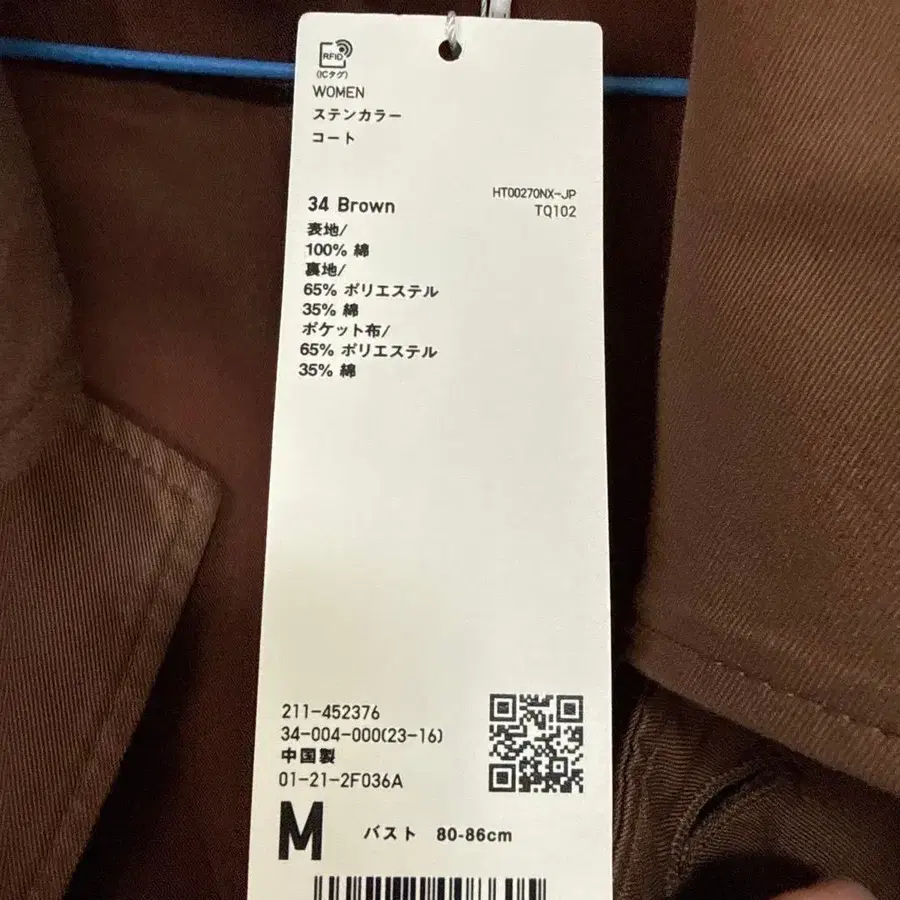 RFID
(ICタグ)
WOMEN
ステンカラー
コート
HT00270NX-JP
34 Brown
TQ102
表地/
100% 綿
裏地/
65% ポリエステル
35% 綿
ポケット布/
65% ポリエステル
35% 綿
211-452376
34-004-000(23-16)
中国製
01-21-2F036A
M バスト 80-86cm